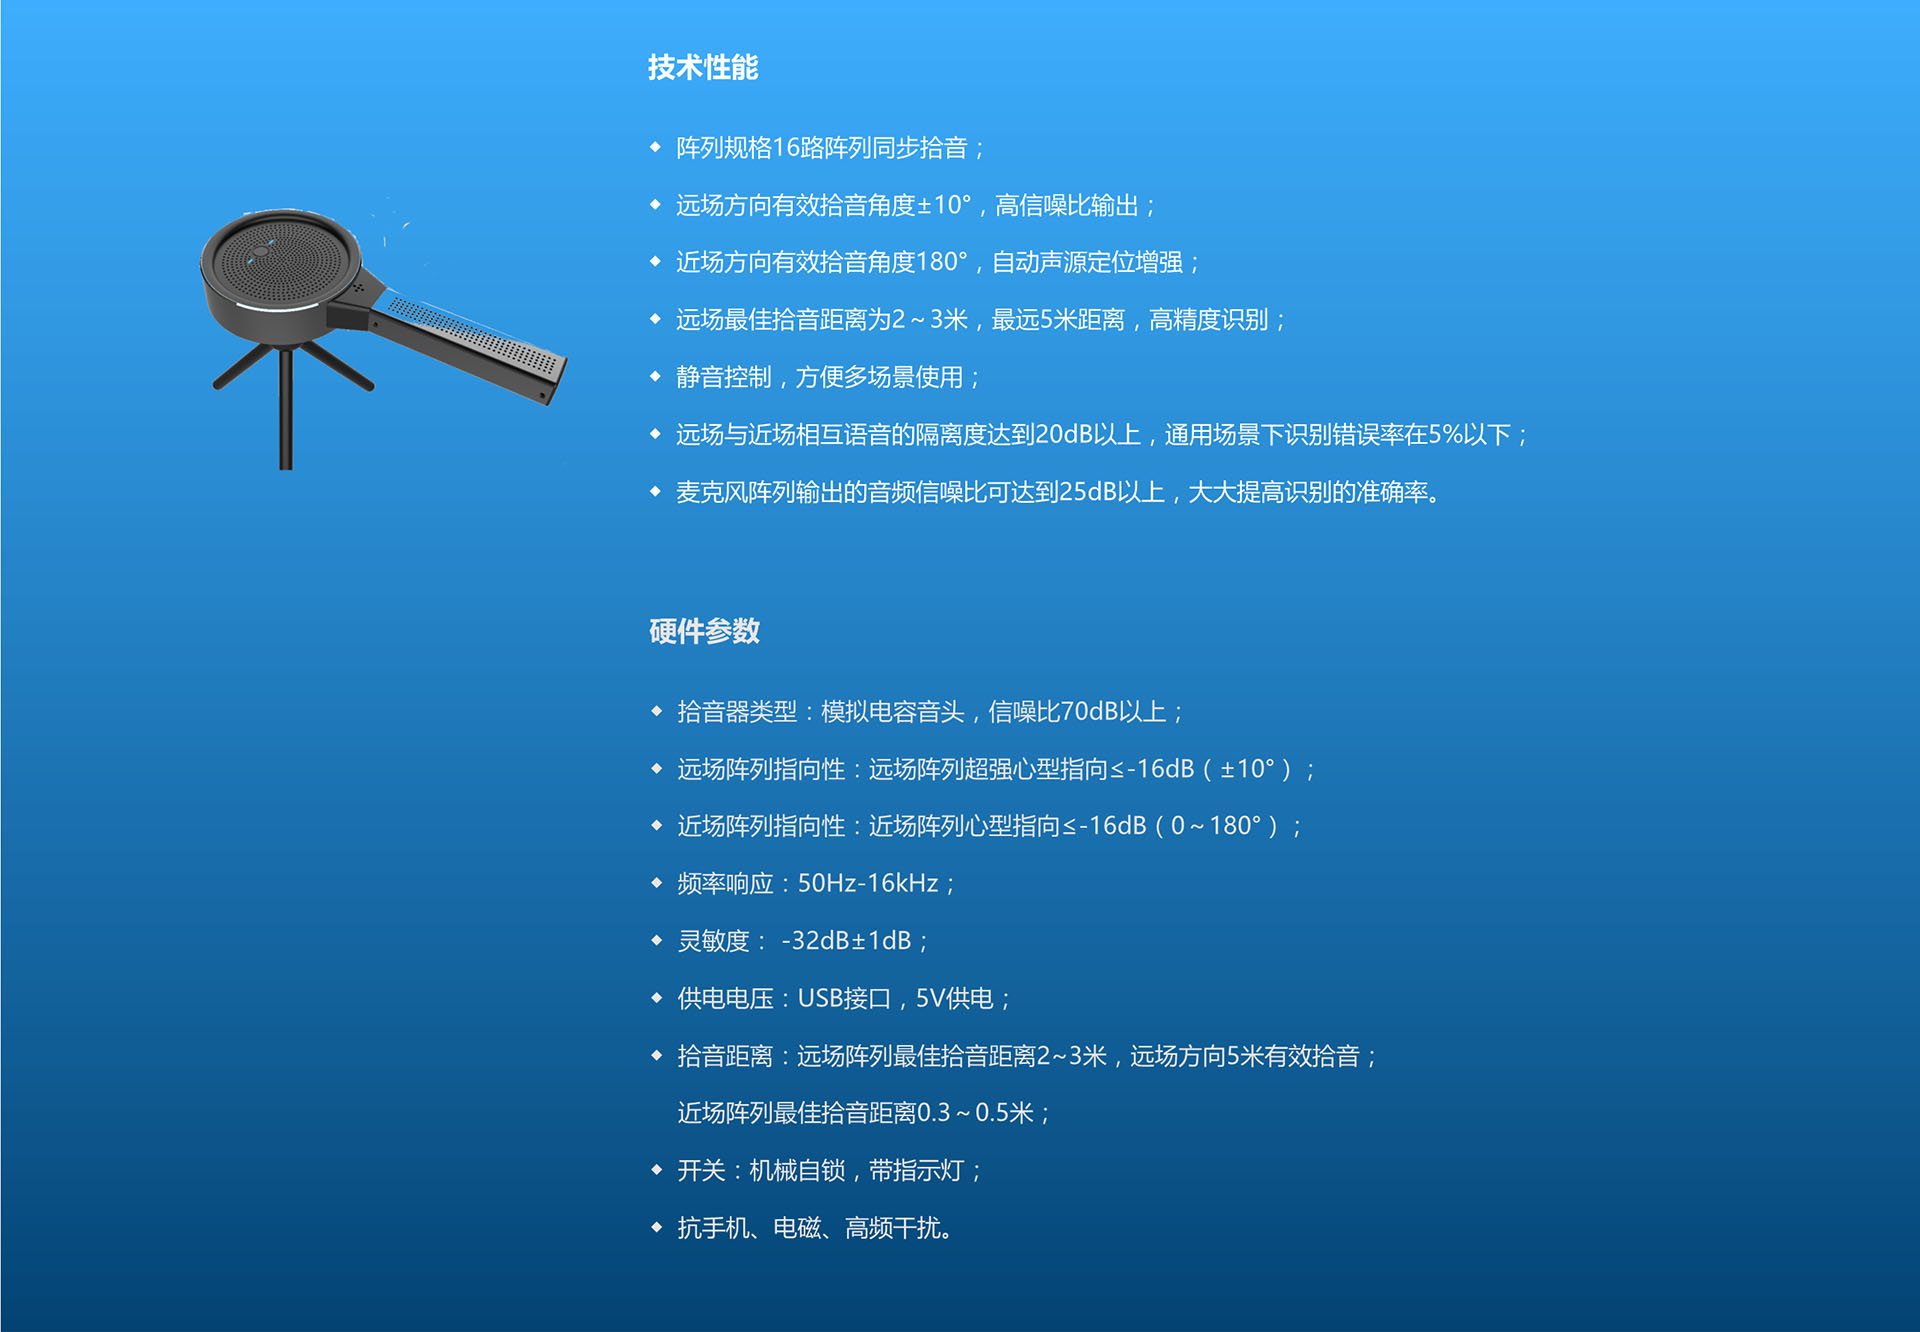 技术性能
◆ 阵列规格16路阵列同步拾音；
◆ 远场方向有效拾音角度±10°，高信噪比输出；
◆ 近场方向有效拾音角度180°，自动声源定位增强；
◆ 远场最佳拾音距离为2～3米，最远5米距离，高精度识别；
◆ 静音控制，方便多场景使用；
◆ 远场与近场相互语音的隔离度达到20dB以上，通用场景下识别错误率在5%以下；
◆ 麦克风阵列输出的音频信噪比可达到25dB以上，大大提高识别的准确率。
硬件参数
◆ 拾音器类型：模拟电容音头，信噪比70dB以上；
◆ 远场阵列指向性：远场阵列超强心型指向≤-16dB（±10°）；
◆ 近场阵列指向性：近场阵列心型指向≤-16dB（0～180°）；
◆ 频率响应：50Hz-16kHz；
◆ 灵敏度： -32dB±1dB；
◆ 供电电压：USB接口，5V供电；
◆ 拾音距离：远场阵列最佳拾音距离2~3米，远场方向5米有效拾音；
近场阵列最佳拾音距离0.3～0.5米；
◆ 开关：机械自锁，带指示灯；
◆ 抗手机、电磁、高频干扰。